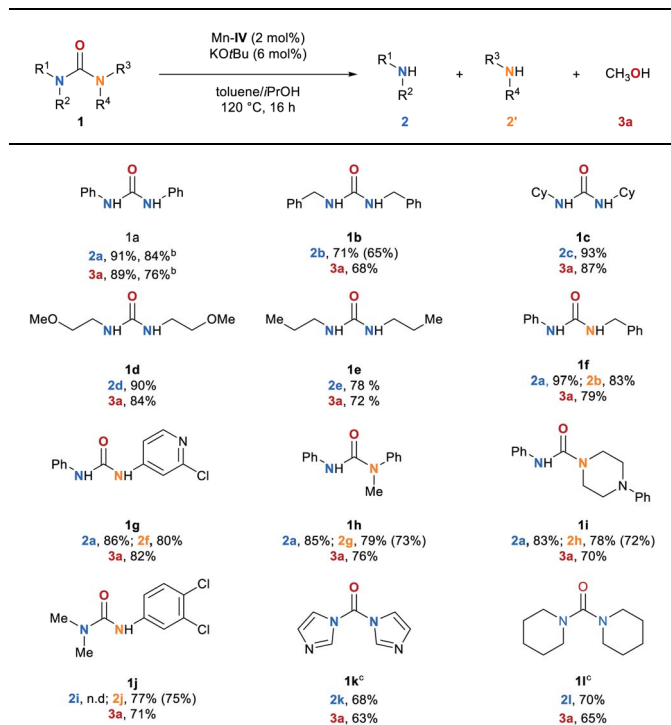 O
R¹ N N R³
R² R⁴
1
Mn-IV (2 mol%)
KOtBu (6 mol%)
toluene/iPrOH
120 °C, 16 h
R¹ NH R²
2
+
R³ NH R⁴
2'
+
CH₃OH
3a
O
Ph NH NH Ph
1a
2a, 91%, 84%ᵇ
3a, 89%, 76%ᵇ
O
Ph NH NH Ph
1b
2b, 71% (65%)
3a, 68%
O
Cy NH NH Cy
1c
2c, 93%
3a, 87%
O
MeO NH NH OMe
1d
2d, 90%
3a, 84%
O
Me NH NH Me
1e
2e, 78 %
3a, 72 %
O
Ph NH NH Ph
1f
2a, 97%; 2b, 83%
3a, 79%
O
Ph NH NH N Cl
1g
2a, 86%; 2f, 80%
3a, 82%
O
Ph NH N Ph
Me
1h
2a, 85%; 2g, 79% (73%)
3a, 76%
O
Ph NH N N Ph
1i
2a, 83%; 2h, 78% (72%)
3a, 70%
O
Me N NH Cl
Me Cl
1j
2i, n.d; 2j, 77% (75%)
3a, 71%
O
N N
N N
1kᶜ
2k, 68%
3a, 63%
O
N N
1lᶜ
2l, 70%
3a, 65%